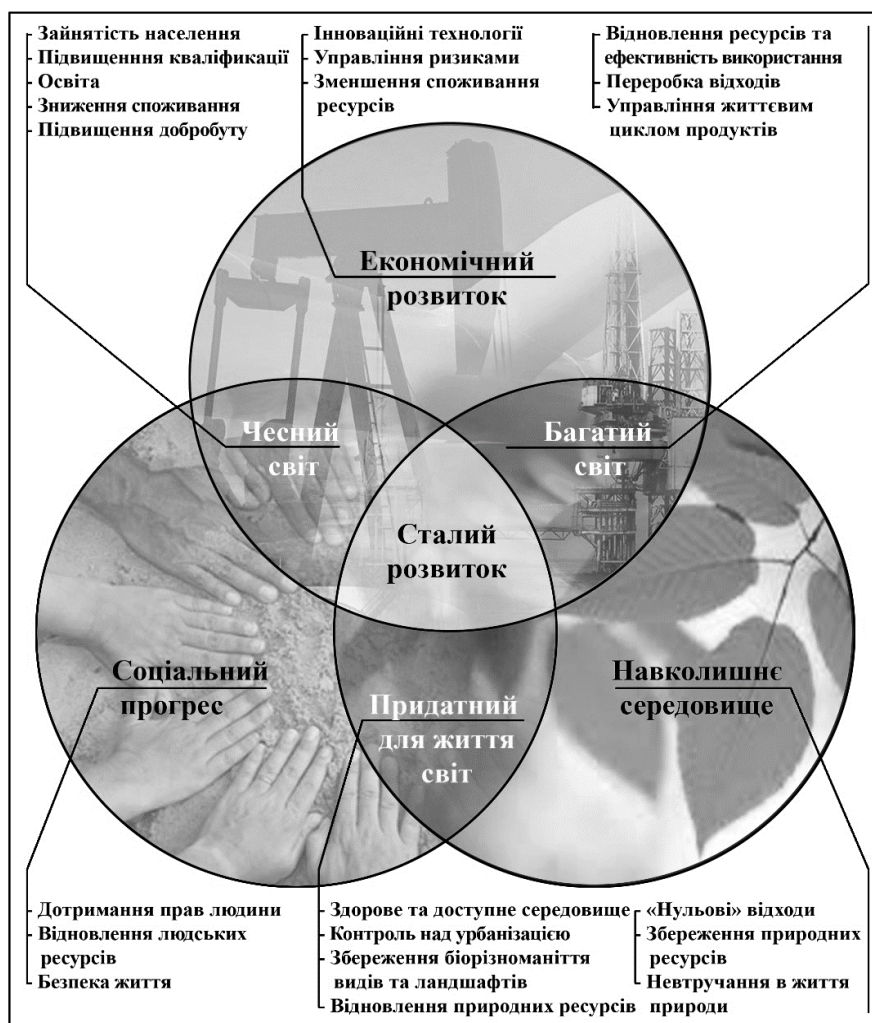 - Зайнятість населення
- Підвищенння кваліфікації
- Освіта
- Зниження споживання
- Підвищення добробуту
- Інноваційні технології
- Управління ризиками
- Зменшення споживання
ресурсів
- Відновлення ресурсів та
ефективність використання
- Переробка відходів
- Управління життєвим
циклом продуктів
Економічний
розвиток
Чесний
світ
Багатий
світ
Сталий
розвиток
Соціальний
прогрес
Придатний
для життя
світ
Навколишнє
середовище
- Дотримання прав людини
- Відновлення людських
ресурсів
- Безпека життя
- Здорове та доступне середовище
- Контроль над урбанізацією
- Збереження біорізноманіття
видів та ландшафтів
- Відновлення природних ресурсів
- «Нульові» відходи
- Збереження природних
ресурсів
- Невтручання в життя
природи